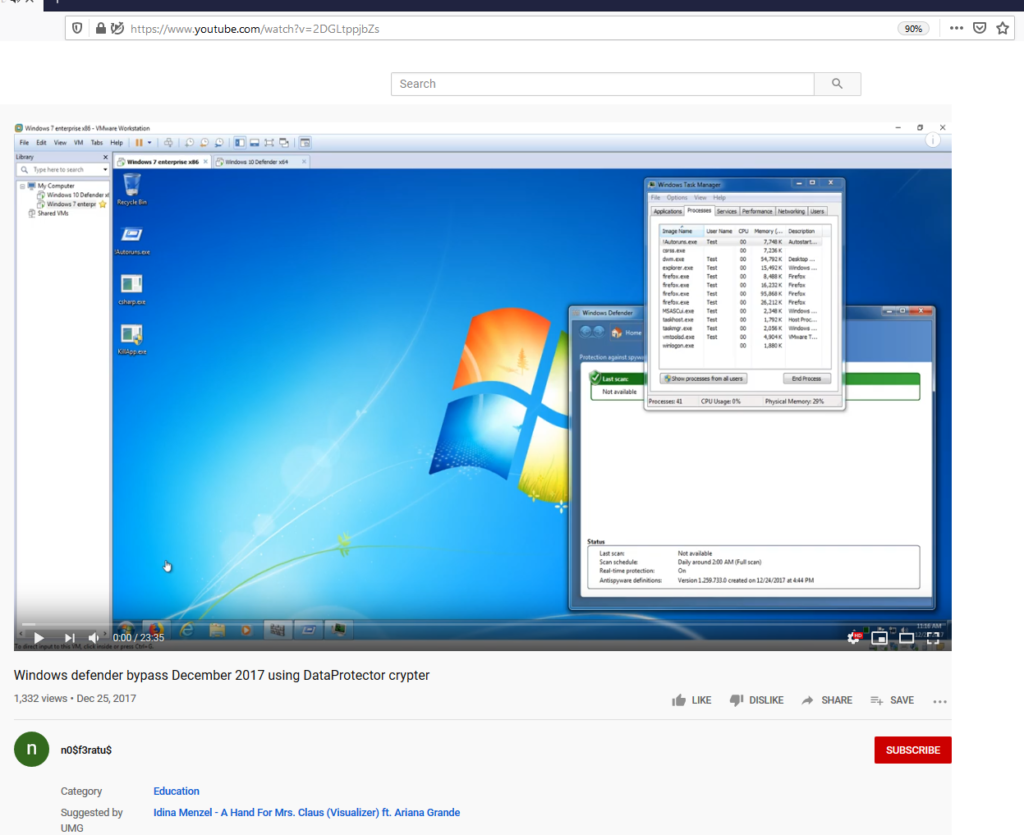 https://www.youtube.com/watch?v=2DGLtppjbZs
90%
Search
Windows 7 enterprise x86 - VMware Workstation
File Edit View VM Tabs Help
Library
Type here to search
My Computer
Windows 10 Defender x6
Windows 7 enterpr
Shared VMs
Windows 7 enterprise x86
Windows 10 Defender x64
Recycle Bin
!Autoruns.exe
csharp.exe
KillApp.exe
Windows Task Manager
File Options View Help
Applications Processes Services Performance Networking Users
Image Name User Name CPU Memory (... Description
!Autoruns.exe Test 00 7,748 K Autostart...
csrss.exe 00 7,236 K
dwm.exe Test 00 54,792 K Desktop ...
explorer.exe Test 00 15,492 K Windows ...
firefox.exe Test 00 8,488 K Firefox
firefox.exe Test 00 16,232 K Firefox
firefox.exe Test 00 95,868 K Firefox
firefox.exe Test 00 26,212 K Firefox
MSASCui.exe Test 00 2,348 K Windows ...
taskhost.exe Test 00 1,792 K Host Proc...
taskmgr.exe Test 00 2,056 K Windows ...
vmtoolsd.exe Test 00 4,904 K VMware T...
winlogon.exe 00 1,880 K
Show processes from all users
End Process
Processes: 41 CPU Usage: 0% Physical Memory: 29%
Windows Defender
Home
Protection against spywa
Last scan:
Not available
Status
Last scan: Not available
Scan schedule: Daily around 2:00 AM (Full scan)
Real-time protection: On
Antispyware definitions: Version 1.259.733.0 created on 12/24/2017 at 4:44 PM
0:00 / 23:35
HD
11:16 AM
To direct input to this VM, click inside or press Ctrl+G.
Windows defender bypass December 2017 using DataProtector crypter
1,332 views • Dec 25, 2017
LIKE DISLIKE SHARE SAVE
n
n0$f3ratu$
SUBSCRIBE
Category Education
Suggested by Idina Menzel - A Hand For Mrs. Claus (Visualizer) ft. Ariana Grande
UMG